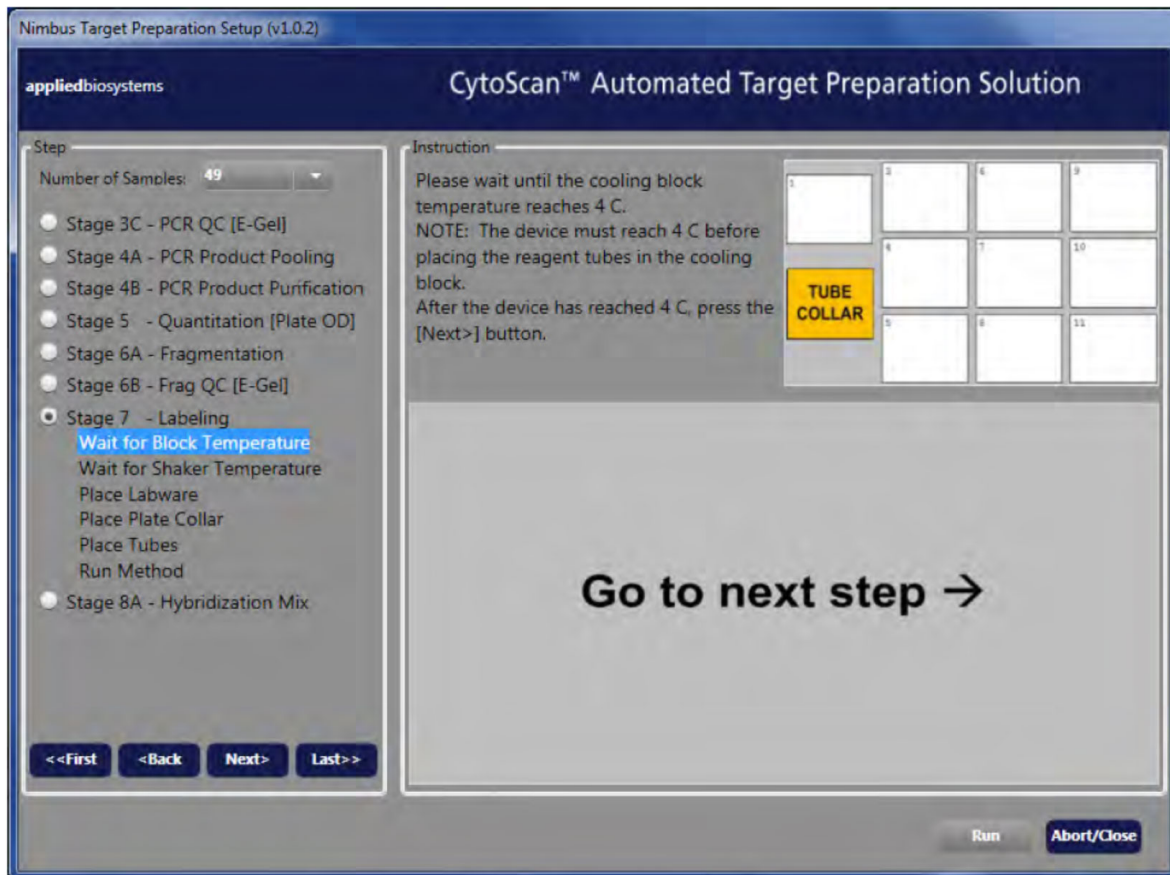 Nimbus Target Preparation Setup (v1.0.2)
appliedbiosystems
CytoScan™ Automated Target Preparation Solution
Step
Number of Samples: 49
Stage 3C - PCR QC [E-Gel]
Stage 4A - PCR Product Pooling
Stage 4B - PCR Product Purification
Stage 5 - Quantitation [Plate OD]
Stage 6A - Fragmentation
Stage 6B - Frag QC [E-Gel]
Stage 7 - Labeling
Wait for Block Temperature
Wait for Shaker Temperature
Place Labware
Place Plate Collar
Place Tubes
Run Method
Stage 8A - Hybridization Mix
<<First
<Back
Next>
Last>>
Instruction
Please wait until the cooling block
temperature reaches 4 C.
NOTE: The device must reach 4 C before
placing the reagent tubes in the cooling
block.
After the device has reached 4 C, press the
[Next>] button.
1
3
6
9
4
7
10
TUBE
COLLAR
5
8
11
Go to next step →
Run
Abort/Close